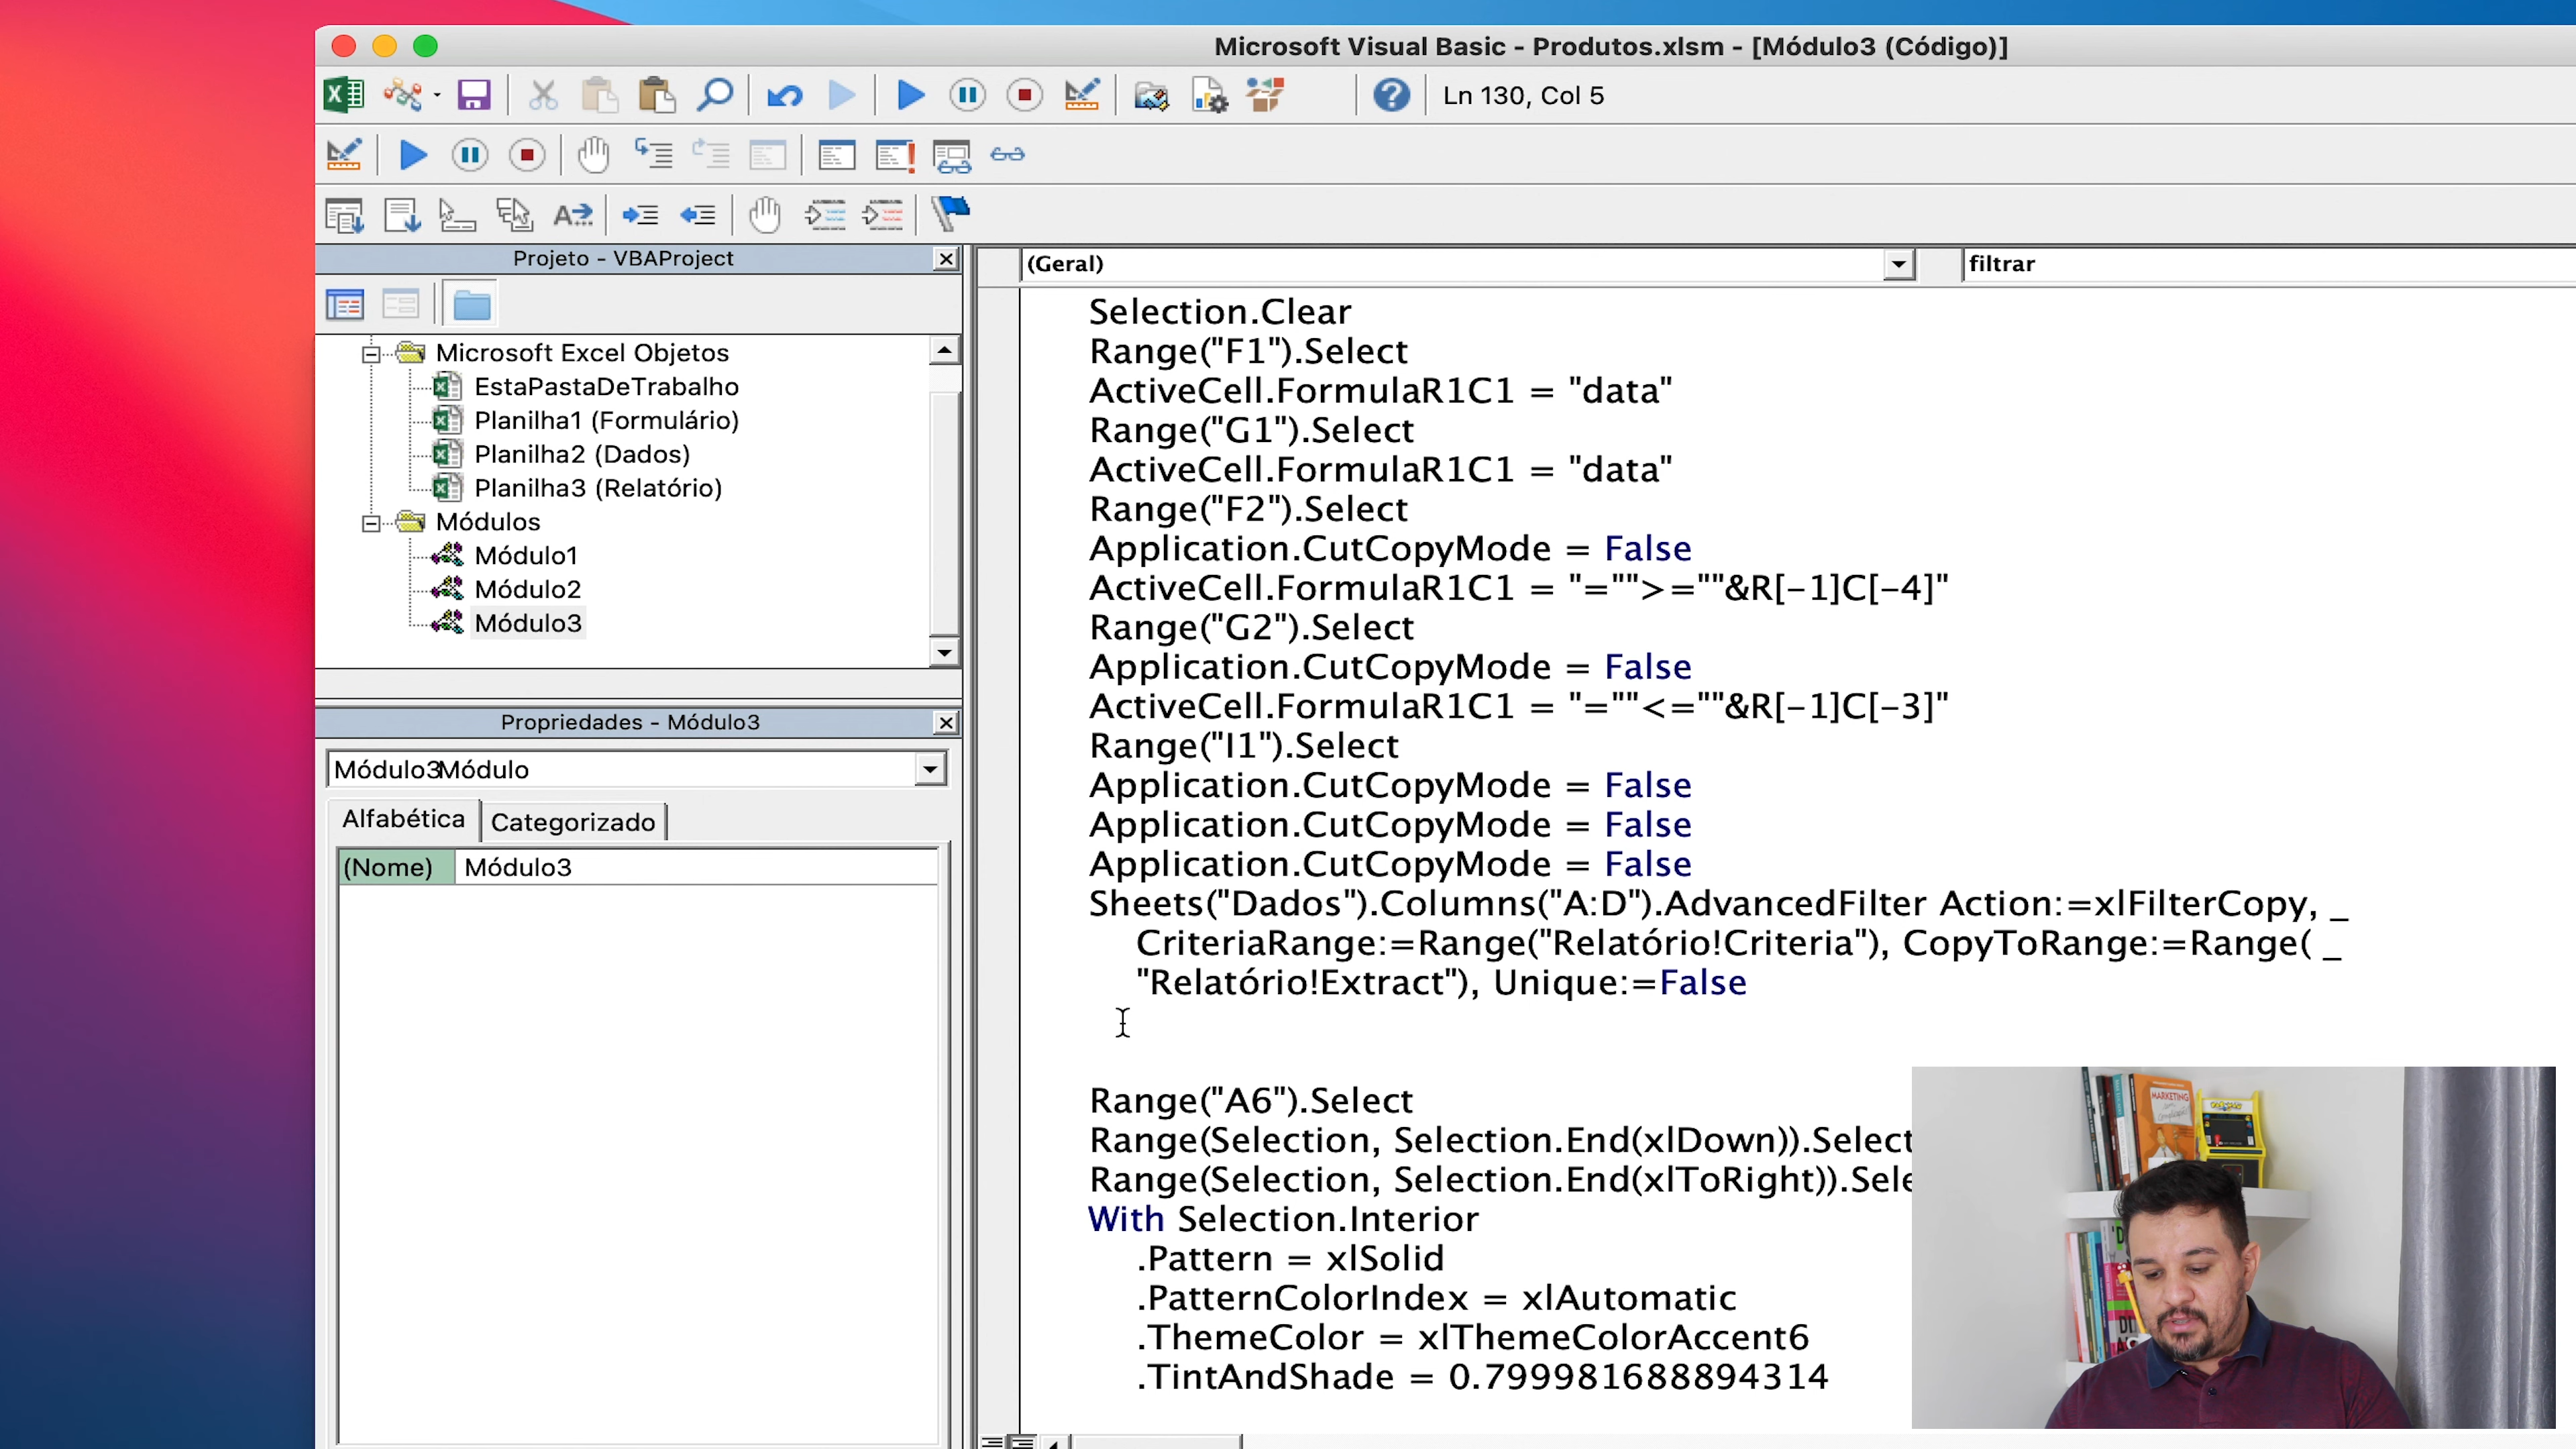 Microsoft Visual Basic - Produtos.xlsm - [Módulo3 (Código)]
Ln 130, Col 5
Projeto - VBAProject
(Geral)
filtrar
Microsoft Excel Objetos
EstaPastaDeTrabalho
Planilha1 (Formulário)
Planilha2 (Dados)
Planilha3 (Relatório)
Módulos
Módulo1
Módulo2
Módulo3
Propriedades - Módulo3
Módulo3 Módulo
Alfabética
Categorizado
(Nome)
Módulo3
Selection.Clear
Range("F1").Select
ActiveCell.FormulaR1C1 = "data"
Range("G1").Select
ActiveCell.FormulaR1C1 = "data"
Range("F2").Select
Application.CutCopyMode = False
ActiveCell.FormulaR1C1 = "="">=""&R[-1]C[-4]"
Range("G2").Select
Application.CutCopyMode = False
ActiveCell.FormulaR1C1 = "=""<=""&R[-1]C[-3]"
Range("I1").Select
Application.CutCopyMode = False
Application.CutCopyMode = False
Application.CutCopyMode = False
Sheets("Dados").Columns("A:D").AdvancedFilter Action:=xlFilterCopy, _
CriteriaRange:=Range("Relatório!Criteria"), CopyToRange:=Range( _
"Relatório!Extract"), Unique:=False
Range("A6").Select
Range(Selection, Selection.End(xlDown)).Select
Range(Selection, Selection.End(xlToRight)).Sele
With Selection.Interior
.Pattern = xlSolid
.PatternColorIndex = xlAutomatic
.ThemeColor = xlThemeColorAccent6
.TintAndShade = 0.799981688894314
MARKETING